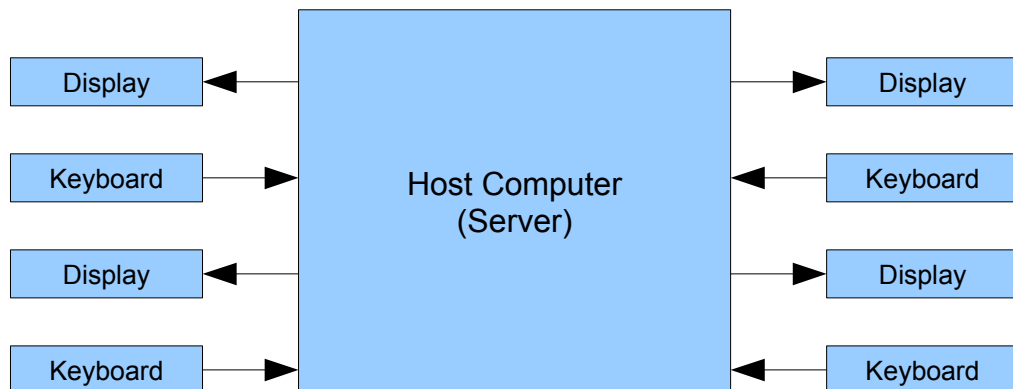 Display
Keyboard
Display
Keyboard
Host Computer
(Server)
Display
Keyboard
Display
Keyboard